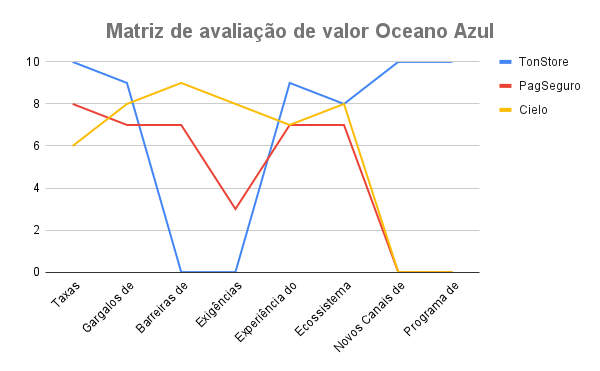 Matriz de avaliação de valor Oceano Azul
10
8
6
4
2
0
TonStore
PagSeguro
Cielo
Taxas
Gargalos de
Barreiras de
Exigências
Experiência do
Ecossistema
Novos Canais de
Programa de